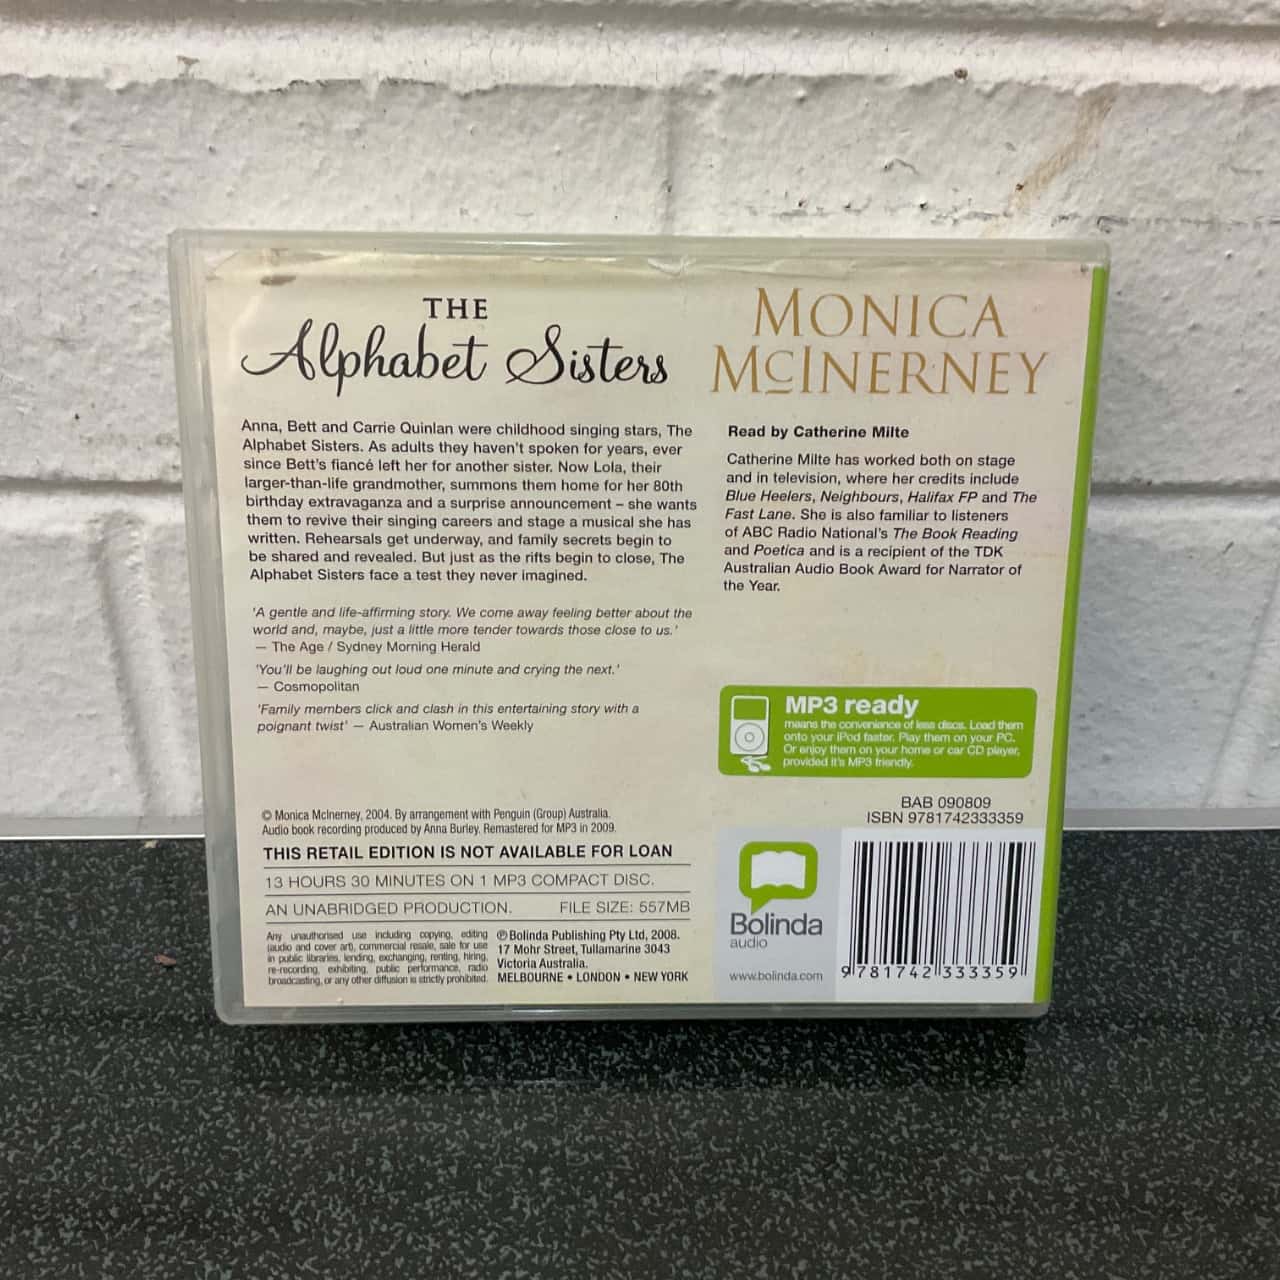 THE
Alphabet Sisters
MONICA
MCINERNEY
Anna, Bett and Carrie Quinlan were childhood singing stars, The
Alphabet Sisters. As adults they haven't spoken for years, ever
since Bett's fiancé left her for another sister. Now Lola, their
larger-than-life grandmother, summons them home for her 80th
birthday extravaganza and a surprise announcement – she wants
them to revive their singing careers and stage a musical she has
written. Rehearsals get underway, and family secrets begin to
be shared and revealed. But just as the rifts begin to close, The
Alphabet Sisters face a test they never imagined.
'A gentle and life-affirming story. We come away feeling better about the
world and, maybe, just a little more tender towards those close to us.'
— The Age / Sydney Morning Herald
'You'll be laughing out loud one minute and crying the next.'
— Cosmopolitan
'Family members click and clash in this entertaining story with a
poignant twist' — Australian Women's Weekly
Read by Catherine Milte
Catherine Milte has worked both on stage
and in television, where her credits include
Blue Heelers, Neighbours, Halifax FP and The
Fast Lane. She is also familiar to listeners
of ABC Radio National's The Book Reading
and Poetica and is a recipient of the TDK
Australian Audio Book Award for Narrator of
the Year.
MP3 ready
means the convenience of less discs. Load them
onto your iPod faster. Play them on your PC.
Or enjoy them on your home or car CD player,
provided it's MP3 friendly.
© Monica McInerney, 2004. By arrangement with Penguin (Group) Australia.
Audio book recording produced by Anna Burley. Remastered for MP3 in 2009.
THIS RETAIL EDITION IS NOT AVAILABLE FOR LOAN
13 HOURS 30 MINUTES ON 1 MP3 COMPACT DISC.
AN UNABRIDGED PRODUCTION. FILE SIZE: 557MB
Any unauthorised use including copying, editing
(audio and cover art), commercial resale, sale for use
in public libraries, lending, exchanging, renting, hiring,
re-recording, exhibiting, public performance, radio
broadcasting, or any other diffusion is strictly prohibited.
℗ Bolinda Publishing Pty Ltd, 2008.
17 Mohr Street, Tullamarine 3043
Victoria Australia.
MELBOURNE • LONDON • NEW YORK
BAB 090809
ISBN 9781742333359
Bolinda
audio
www.bolinda.com
9 781742 333359